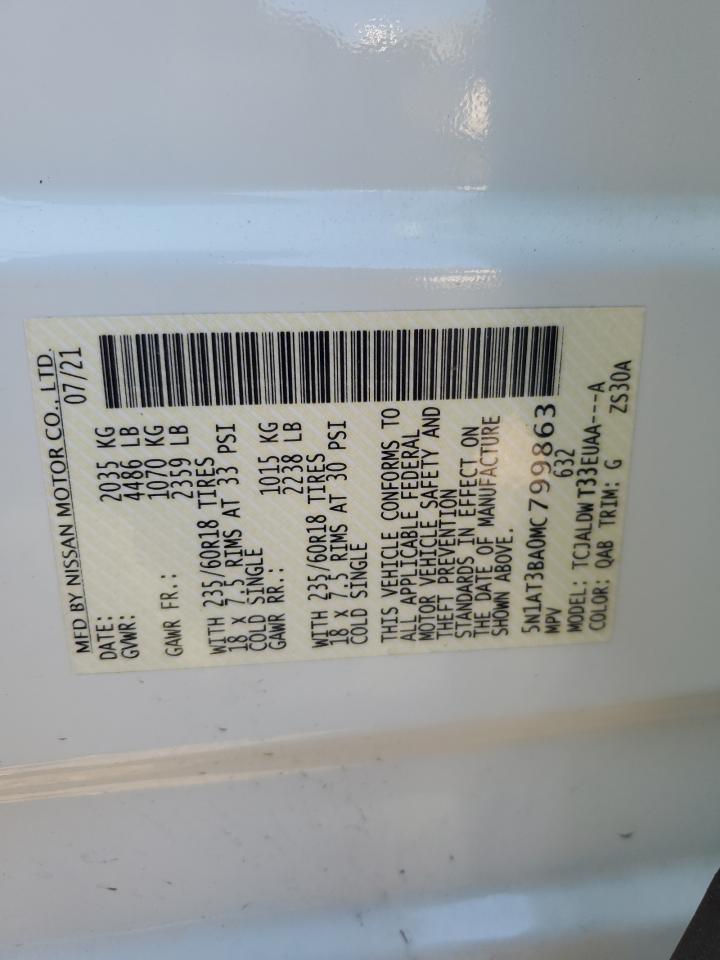 MFD BY NISSAN MOTOR CO., LTD.
DATE: 07/21
GVWR: 2035 KG
4486 LB
GAWR FR.: 1070 KG
2359 LB
WITH 235/60R18 TIRES
18 X 7.5 RIMS AT 33 PSI
COLD SINGLE
GAWR RR.: 1015 KG
2238 LB
WITH 235/60R18 TIRES
18 X 7.5 RIMS AT 30 PSI
COLD SINGLE
THIS VEHICLE CONFORMS TO
ALL APPLICABLE FEDERAL
MOTOR VEHICLE SAFETY AND
THEFT PREVENTION
STANDARDS IN EFFECT ON
THE DATE OF MANUFACTURE
SHOWN ABOVE.
5N1AT3BA0MC799863
MPV 632
MODEL: TCJALDW T33EUAA---A
COLOR: QAB TRIM: G ZS30A